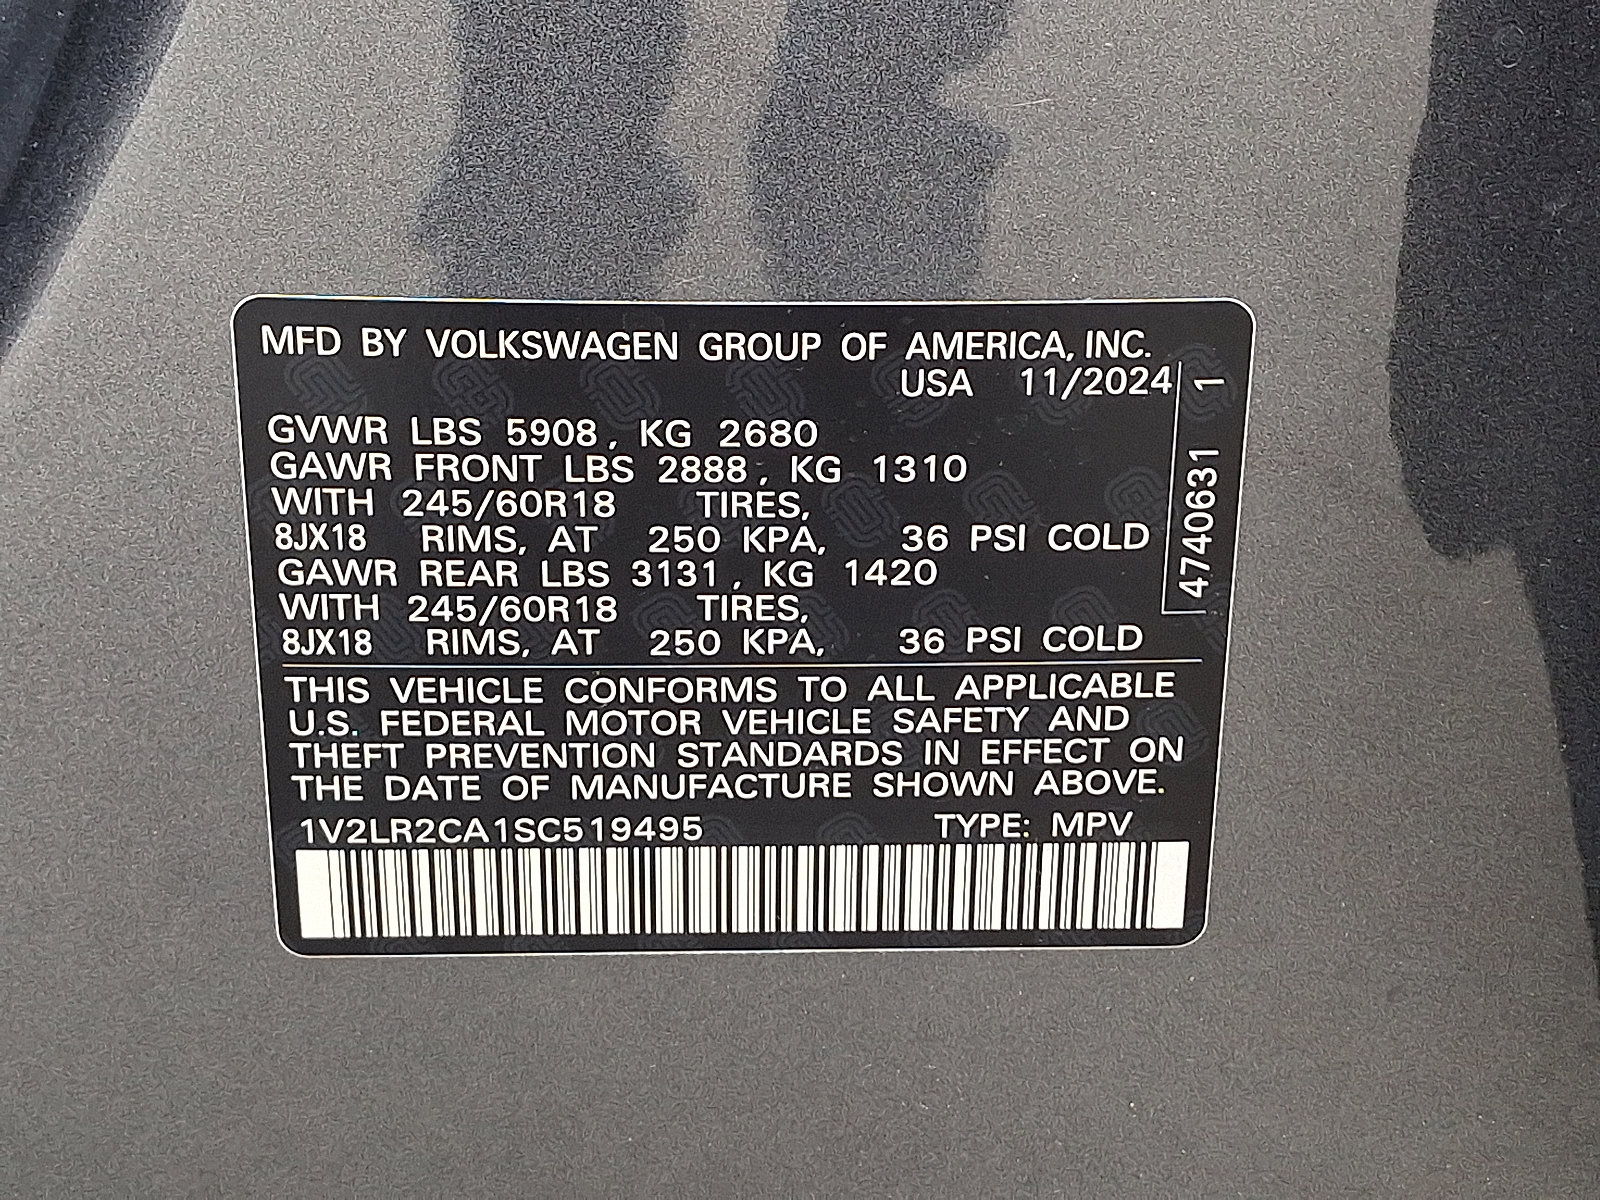 MFD BY VOLKSWAGEN GROUP OF AMERICA, INC.
USA 11/2024
GVWR LBS 5908, KG 2680
GAWR FRONT LBS 2888, KG 1310
WITH 245/60R18 TIRES,
8JX18 RIMS, AT 250 KPA, 36 PSI COLD
GAWR REAR LBS 3131, KG 1420
WITH 245/60R18 TIRES,
8JX18 RIMS, AT 250 KPA, 36 PSI COLD
4740631 1
THIS VEHICLE CONFORMS TO ALL APPLICABLE
U.S. FEDERAL MOTOR VEHICLE SAFETY AND
THEFT PREVENTION STANDARDS IN EFFECT ON
THE DATE OF MANUFACTURE SHOWN ABOVE.
1V2LR2CA1SC519495 TYPE: MPV